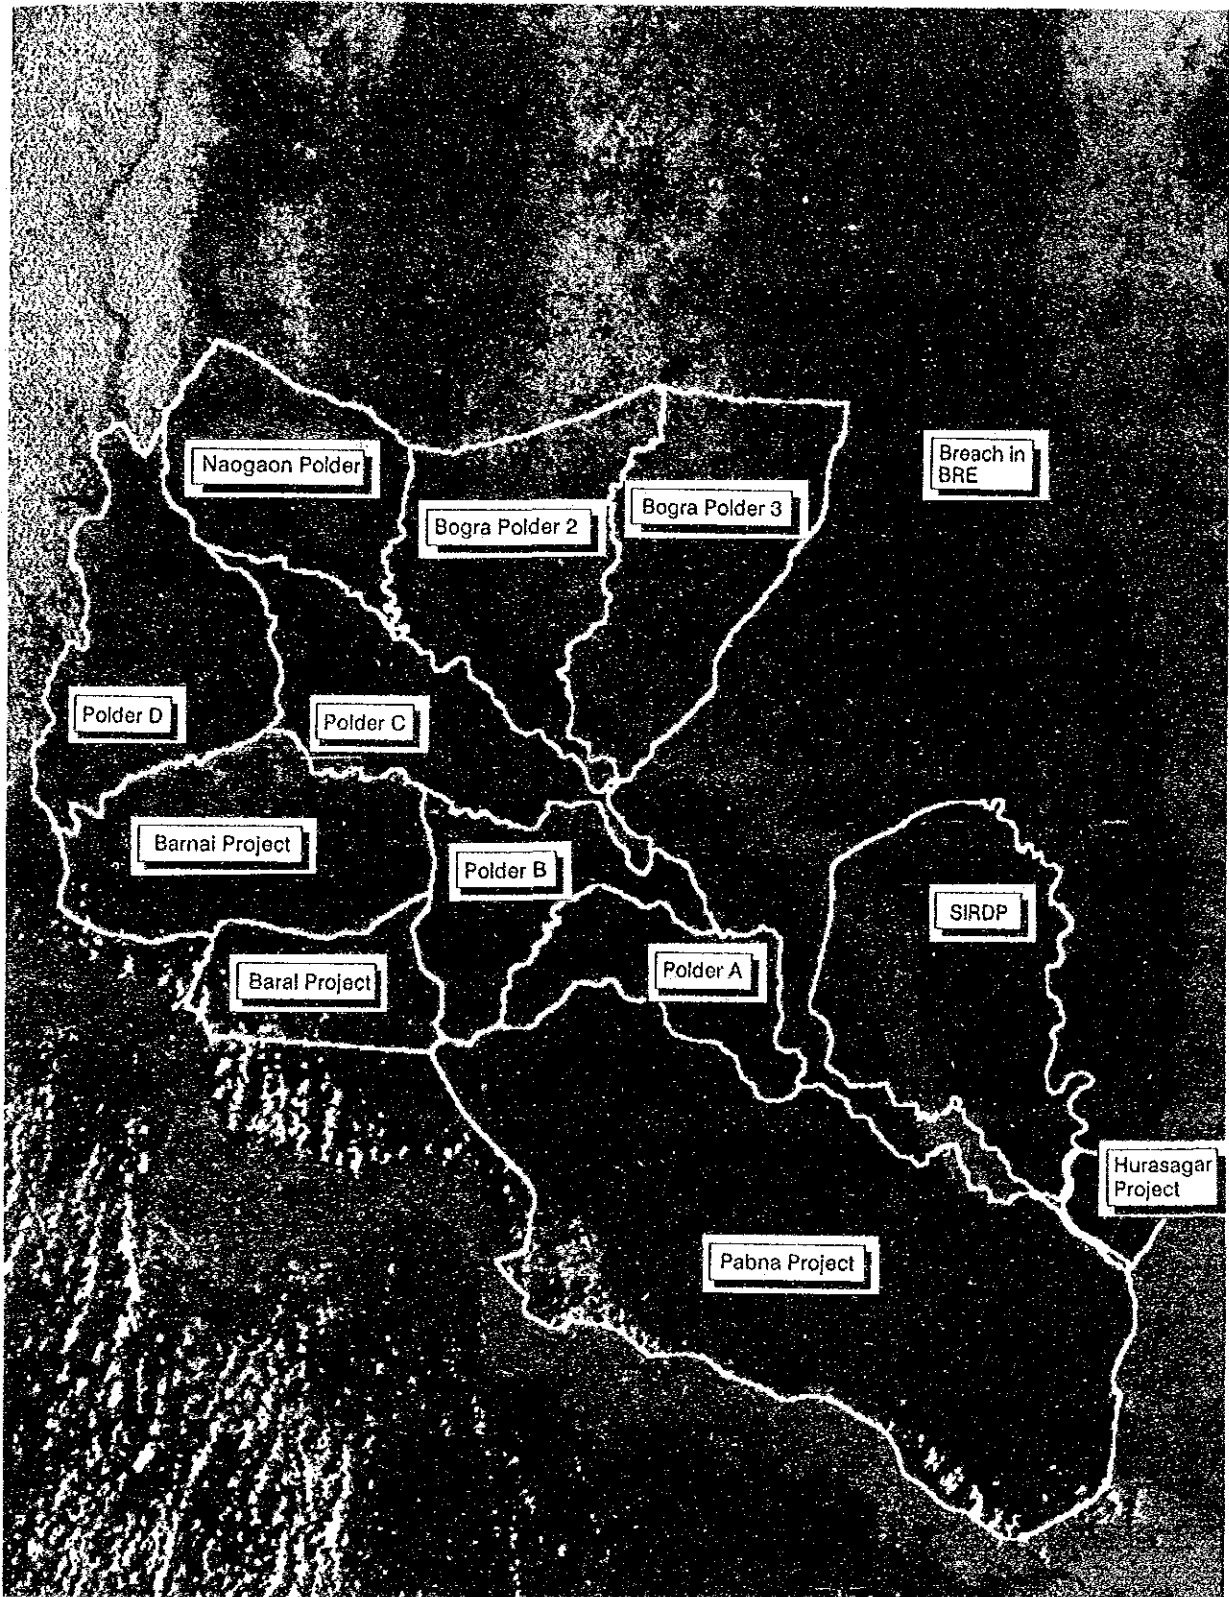 Naogaon Polder
Breach in
BRE
Bogra Polder 3
Bogra Polder 2
Polder D
Polder C
Barnai Project
Polder B
SIRDP
Polder A
Baral Project
Hurasagar
Project
Pabna Project